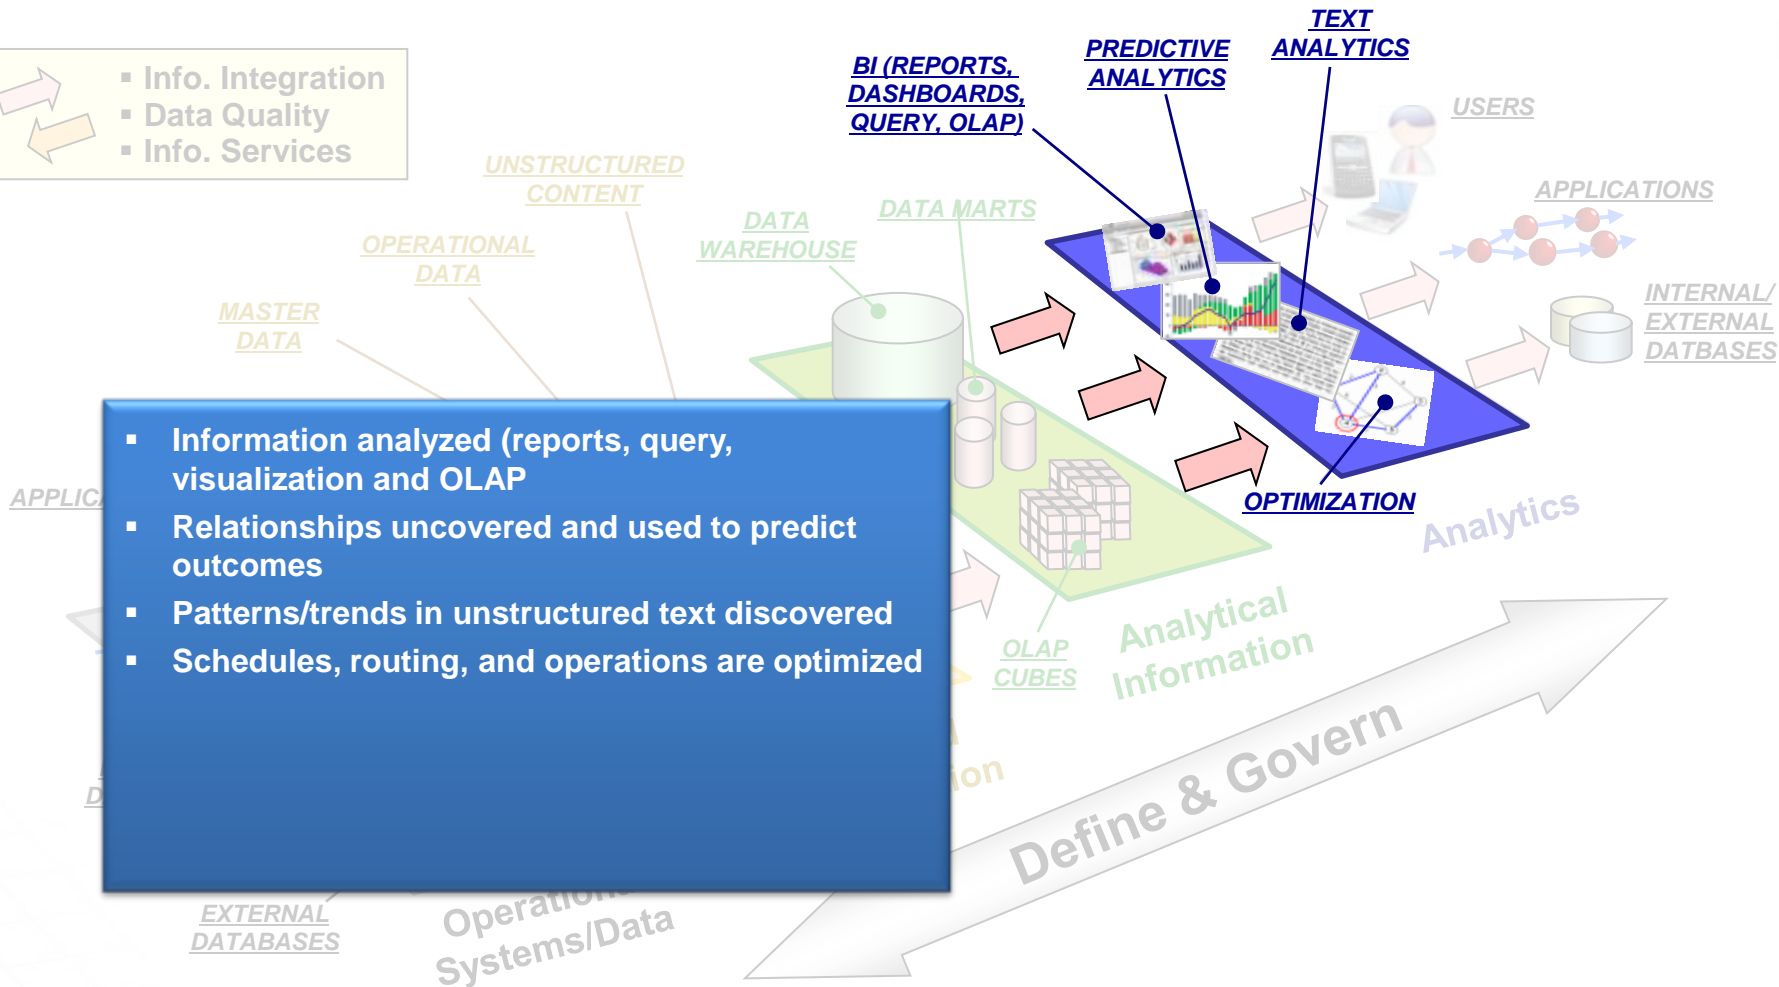 TEXT
ANALYTICS
PREDICTIVE
ANALYTICS
BI (REPORTS,
DASHBOARDS,
QUERY, OLAP)
▪ Info. Integration
▪ Data Quality
▪ Info. Services
USERS
UNSTRUCTURED
CONTENT
APPLICATIONS
DATA
WAREHOUSE
DATA MARTS
OPERATIONAL
DATA
INTERNAL/
EXTERNAL
DATBASES
MASTER
DATA
▪ Information analyzed (reports, query,
visualization and OLAP
▪ Relationships uncovered and used to predict
outcomes
▪ Patterns/trends in unstructured text discovered
▪ Schedules, routing, and operations are optimized
OPTIMIZATION
Analytics
Analytical
Information
OLAP
CUBES
Define & Govern
EXTERNAL
DATABASES
Operational
Systems/Data